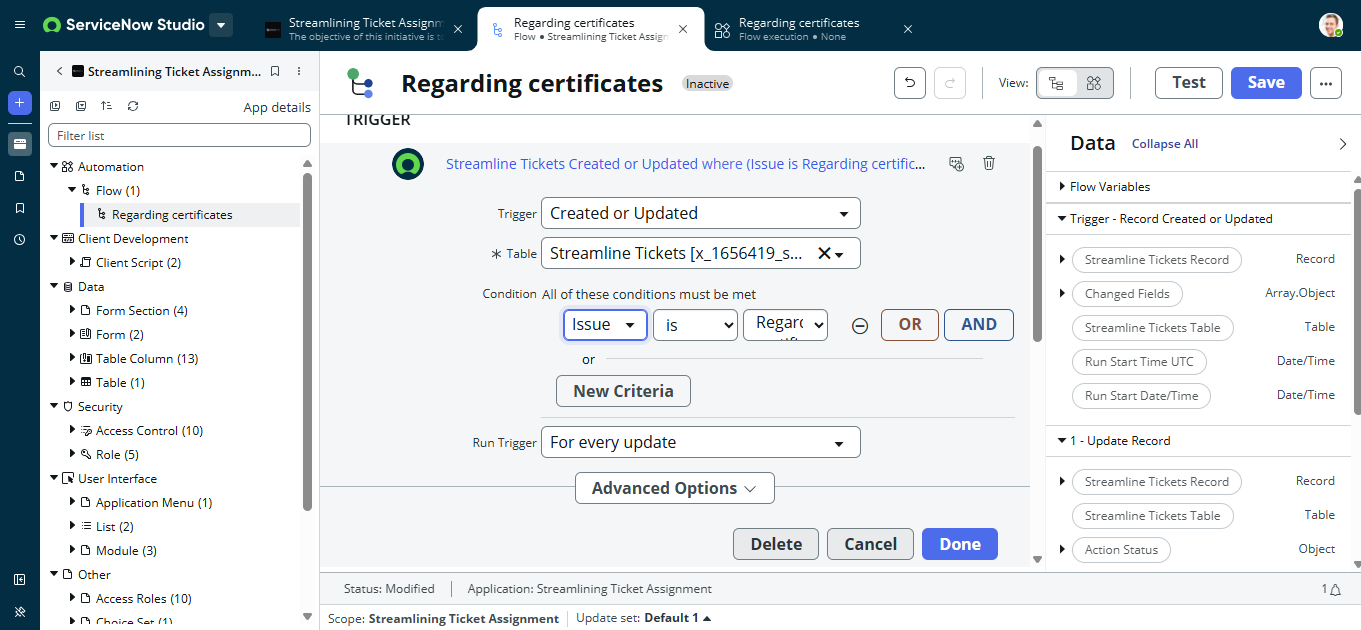 ServiceNow Studio
Streamlining Ticket Assignm
The objective of this initiative is to
Regarding certificates
Flow • Streamlining Ticket Assign
Regarding certificates
Flow execution • None
Streamlining Ticket Assignm...
App details
Filter list
Automation
Flow (1)
Regarding certificates
Client Development
Client Script (2)
Data
Form Section (4)
Form (2)
Table Column (13)
Table (1)
Security
Access Control (10)
Role (5)
User Interface
Application Menu (1)
List (2)
Module (3)
Other
Access Roles (10)
Choice Set (1)
Regarding certificates
Inactive
View:
Test
Save
TRIGGER
Streamline Tickets Created or Updated where (Issue is Regarding certific...
Trigger
Created or Updated
* Table
Streamline Tickets [x_1656419_s...
Condition
All of these conditions must be met
Issue
is
Regard
OR
AND
or
New Criteria
Run Trigger
For every update
Advanced Options
Delete
Cancel
Done
Data
Collapse All
Flow Variables
Trigger - Record Created or Updated
Streamline Tickets Record
Record
Changed Fields
Array.Object
Streamline Tickets Table
Table
Run Start Time UTC
Date/Time
Run Start Date/Time
Date/Time
1 - Update Record
Streamline Tickets Record
Record
Streamline Tickets Table
Table
Action Status
Object
Status: Modified
Application: Streamlining Ticket Assignment
1
Scope: Streamlining Ticket Assignment
Update set: Default 1